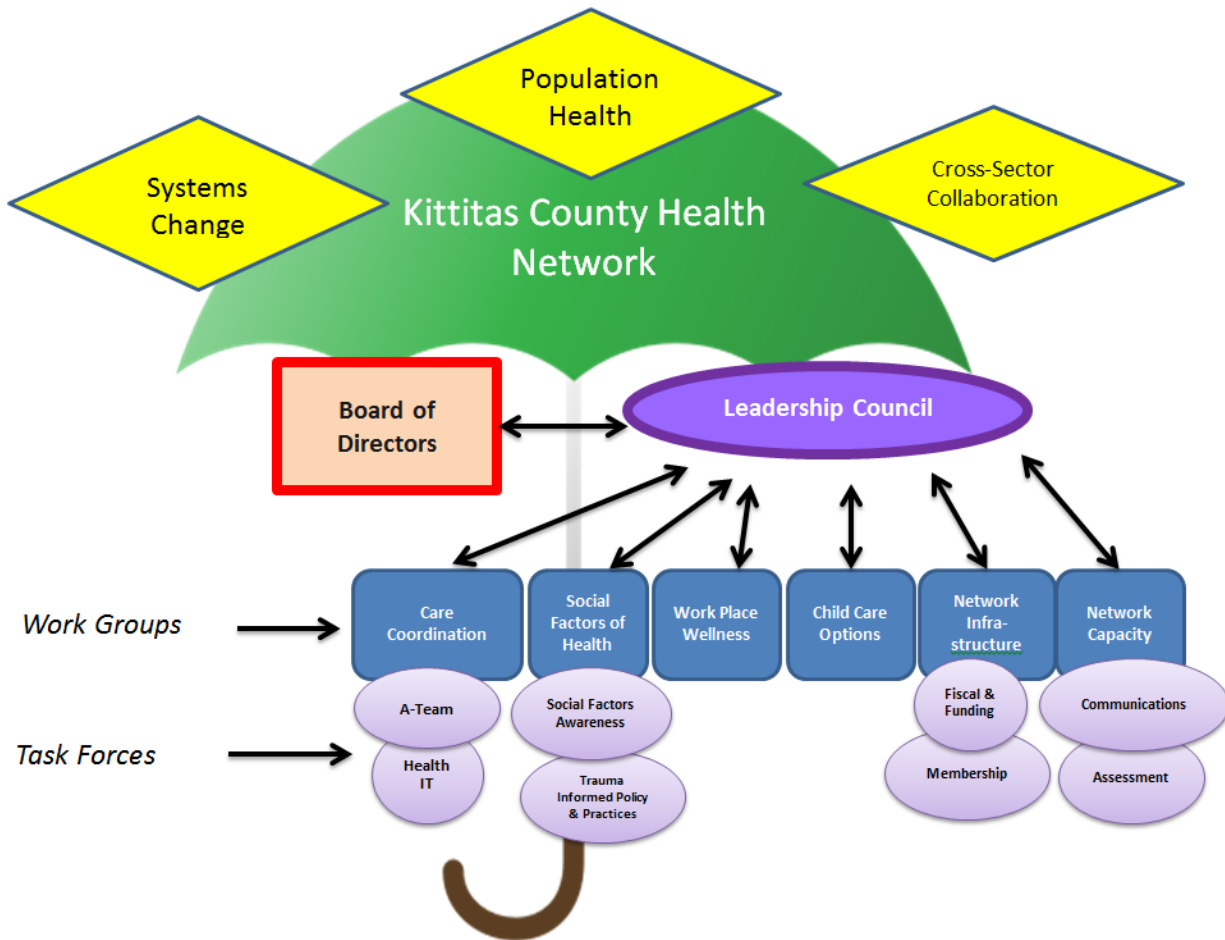 Population
Health
Systems
Change
Cross-Sector
Collaboration
Kittitas County Health
Network
Board of
Directors
Leadership Council
Work Groups
Care
Coordination
Social
Factors of
Health
Work Place
Wellness
Child Care
Options
Network
Infra-
structure
Network
Capacity
Task Forces
A-Team
Health
IT
Social Factors
Awareness
Trauma
Informed Policy
& Practices
Fiscal &
Funding
Membership
Communications
Assessment